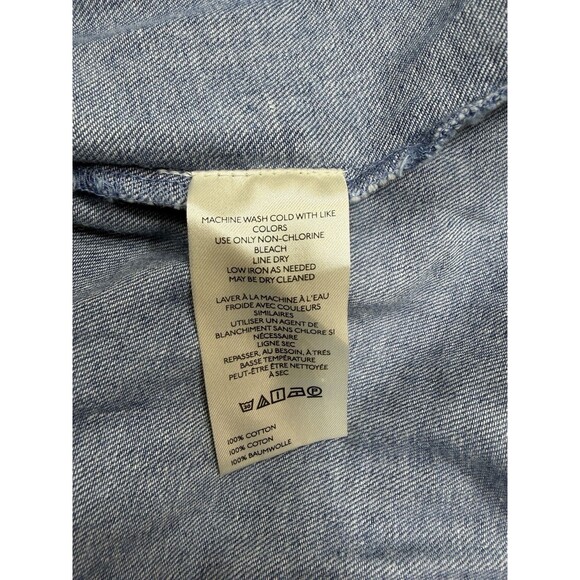 MACHINE WASH COLD WITH LIKE
COLORS
USE ONLY NON-CHLORINE
BLEACH
LINE DRY
LOW IRON AS NEEDED
MAY BE DRY CLEANED
LAVER À LA MACHINE À L'EAU
FROIDE AVEC COULEURS
SIMILAIRES
UTILISER UN AGENT DE
BLANCHIMENT SANS CHLORE SI
NÉCESSAIRE
LIGNE SEC
REPASSER, AU BESOIN, À TRÈS
BASSE TEMPÉRATURE
PEUT-ÊTRE ÊTRE NETTOYÉE
À SEC
30
P
100% COTTON
100% COTON
100% BAUMWOLLE